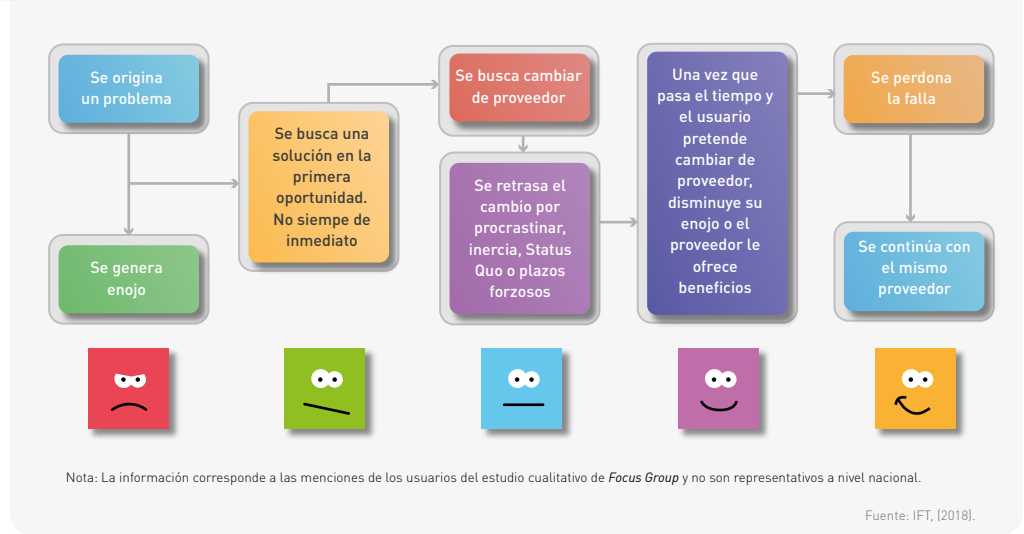 Se origina
un problema
Se genera
enojo
Se busca una
solución en la
primera
oportunidad.
No siempe de
inmediato
Se busca cambiar
de proveedor
Se retrasa el
cambio por
procrastinar,
inercia, Status
Quo o plazos
forzosos
Una vez que
pasa el tiempo y
el usuario
pretende
cambiar de
proveedor,
disminuye su
enojo o el
proveedor le
ofrece
beneficios
Se perdona
la falla
Se continúa con
el mismo
proveedor
Nota: La información corresponde a las menciones de los usuarios del estudio cualitativo de Focus Group y no son representativos a nivel nacional.
Fuente: IFT, (2018).